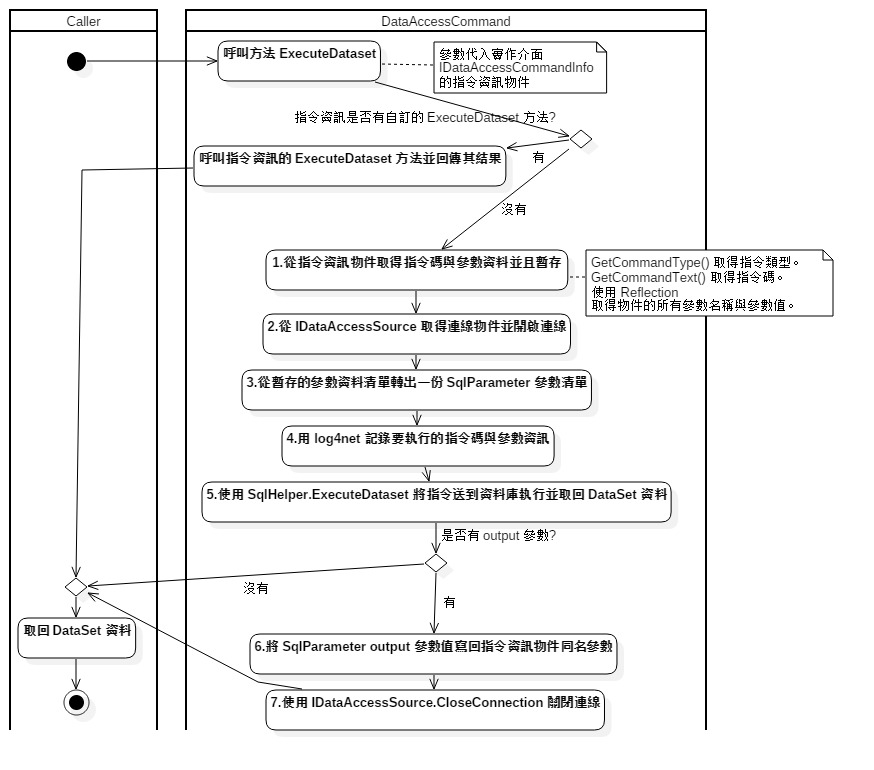 Caller
DataAccessCommand
呼叫方法 ExecuteDataset
參數代入實作介面
IDataAccessCommandInfo
的指令資訊物件
指令資訊是否有自訂的 ExecuteDataset 方法?
有
呼叫指令資訊的 ExecuteDataset 方法並回傳其結果
沒有
1.從指令資訊物件取得指令碼與參數資料並且暫存
GetCommandType() 取得指令類型。
GetCommandText() 取得指令碼。
使用 Reflection
取得物件的所有參數名稱與參數值。
2.從 IDataAccessSource 取得連線物件並開啟連線
3.從暫存的參數資料清單轉出一份 SqlParameter 參數清單
4.用 log4net 記錄要執行的指令碼與參數資訊
5.使用 SqlHelper.ExecuteDataset 將指令送到資料庫執行並取回 DataSet 資料
是否有 output 參數?
沒有
有
取回 DataSet 資料
6.將 SqlParameter output 參數值寫回指令資訊物件同名參數
7.使用 IDataAccessSource.CloseConnection 關閉連線